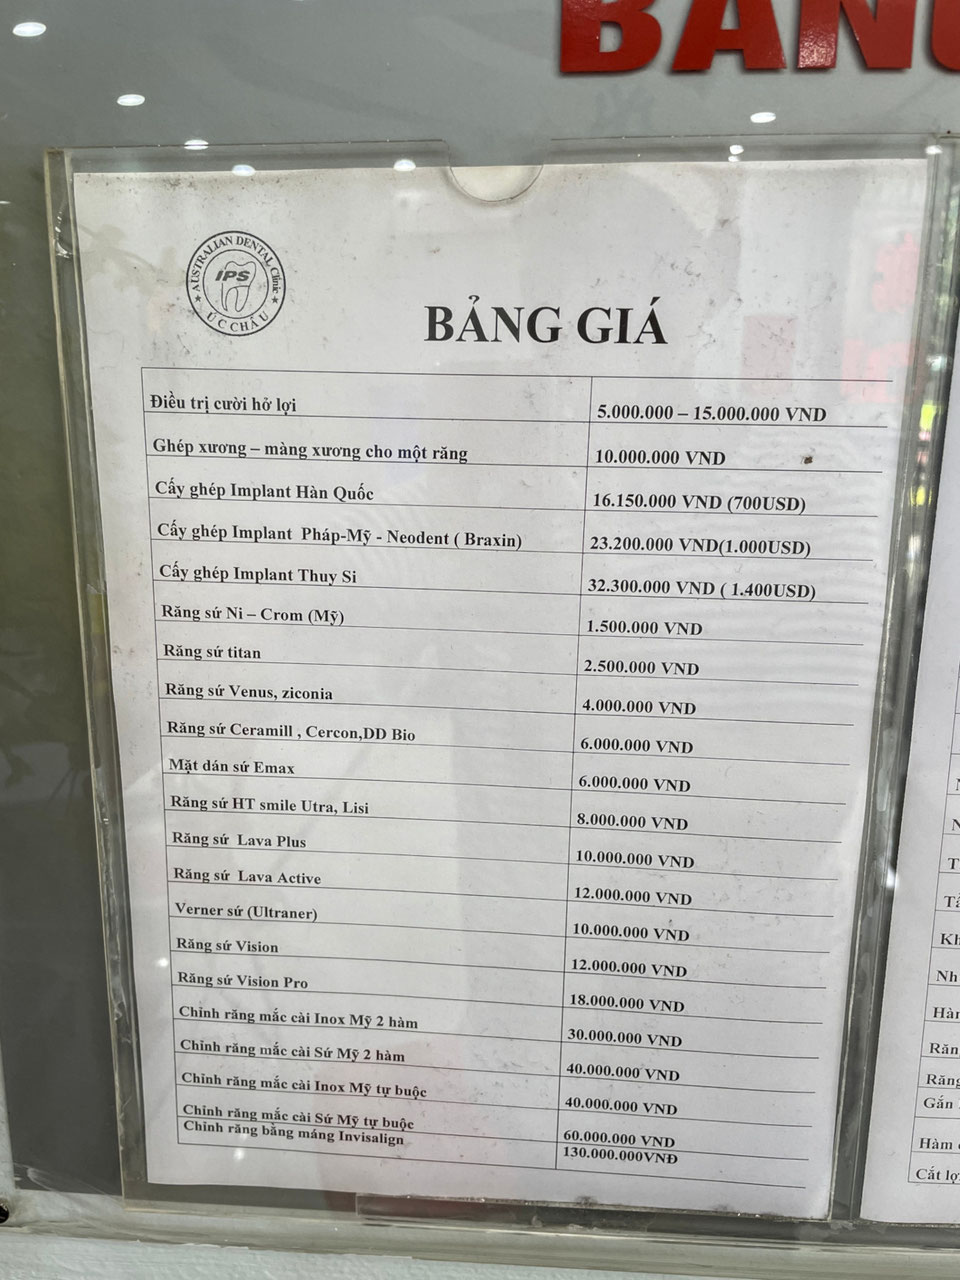 BẢNG
AUSTRALIAN DENTAL Clinic
IPS
ÚC CHÂU
BẢNG GIÁ
Điều trị cười hở lợi 5.000.000 – 15.000.000 VND
Ghép xương – màng xương cho một răng 10.000.000 VND
Cấy ghép Implant Hàn Quốc 16.150.000 VND (700USD)
Cấy ghép Implant Pháp-Mỹ - Neodent ( Braxin) 23.200.000 VND(1.000USD)
Cấy ghép Implant Thuy Si 32.300.000 VND ( 1.400USD)
Răng sứ Ni – Crom (Mỹ) 1.500.000 VND
Răng sứ titan 2.500.000 VND
Răng sứ Venus, ziconia 4.000.000 VND
Răng sứ Ceramill , Cercon,DD Bio 6.000.000 VND
Mặt dán sứ Emax 6.000.000 VND
Răng sứ HT smile Utra, Lisi 8.000.000 VND
Răng sứ Lava Plus 10.000.000 VND
Răng sứ Lava Active 12.000.000 VND
Verner sứ (Ultraner) 10.000.000 VND
Răng sứ Vision 12.000.000 VND
Răng sứ Vision Pro 18.000.000 VND
Chỉnh răng mắc cài Inox Mỹ 2 hàm 30.000.000 VND
Chỉnh răng mắc cài Sứ Mỹ 2 hàm 40.000.000 VND
Chỉnh răng mắc cài Inox Mỹ tự buộc 40.000.000 VND
Chỉnh răng mắc cài Sứ Mỹ tự buộc 60.000.000 VND
Chỉnh răng bằng máng Invisalign 130.000.000VNĐ
Kh
Nh
Hàn
Răn
Răng
Gắn
Hàm
Cắt lợ